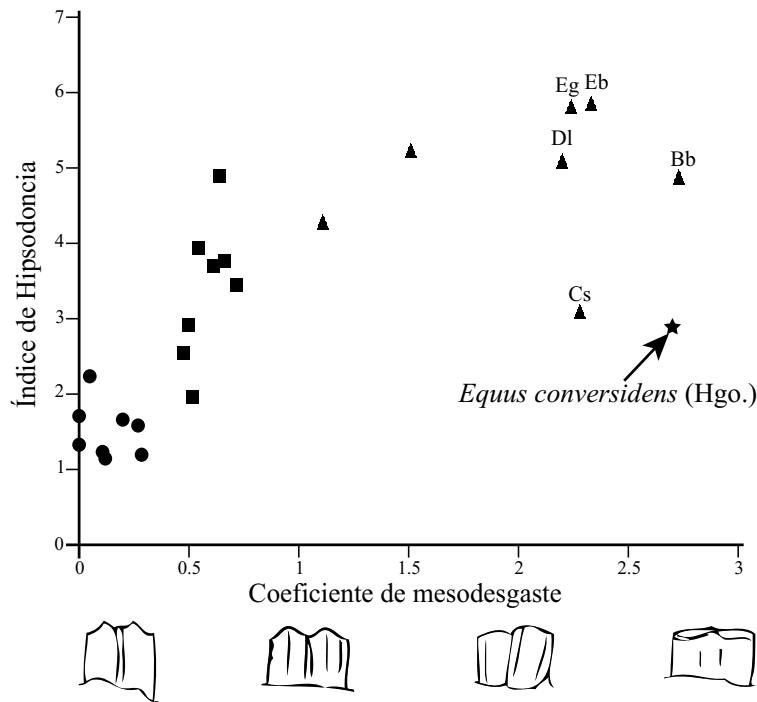 7
6
5
4
3
2
1
0
Índice de Hipsodoncia
Eg Eb
Dl
Bb
Cs
Equus conversidens (Hgo.)
0 0.5 1 1.5 2 2.5 3
Coeficiente de mesodesgaste